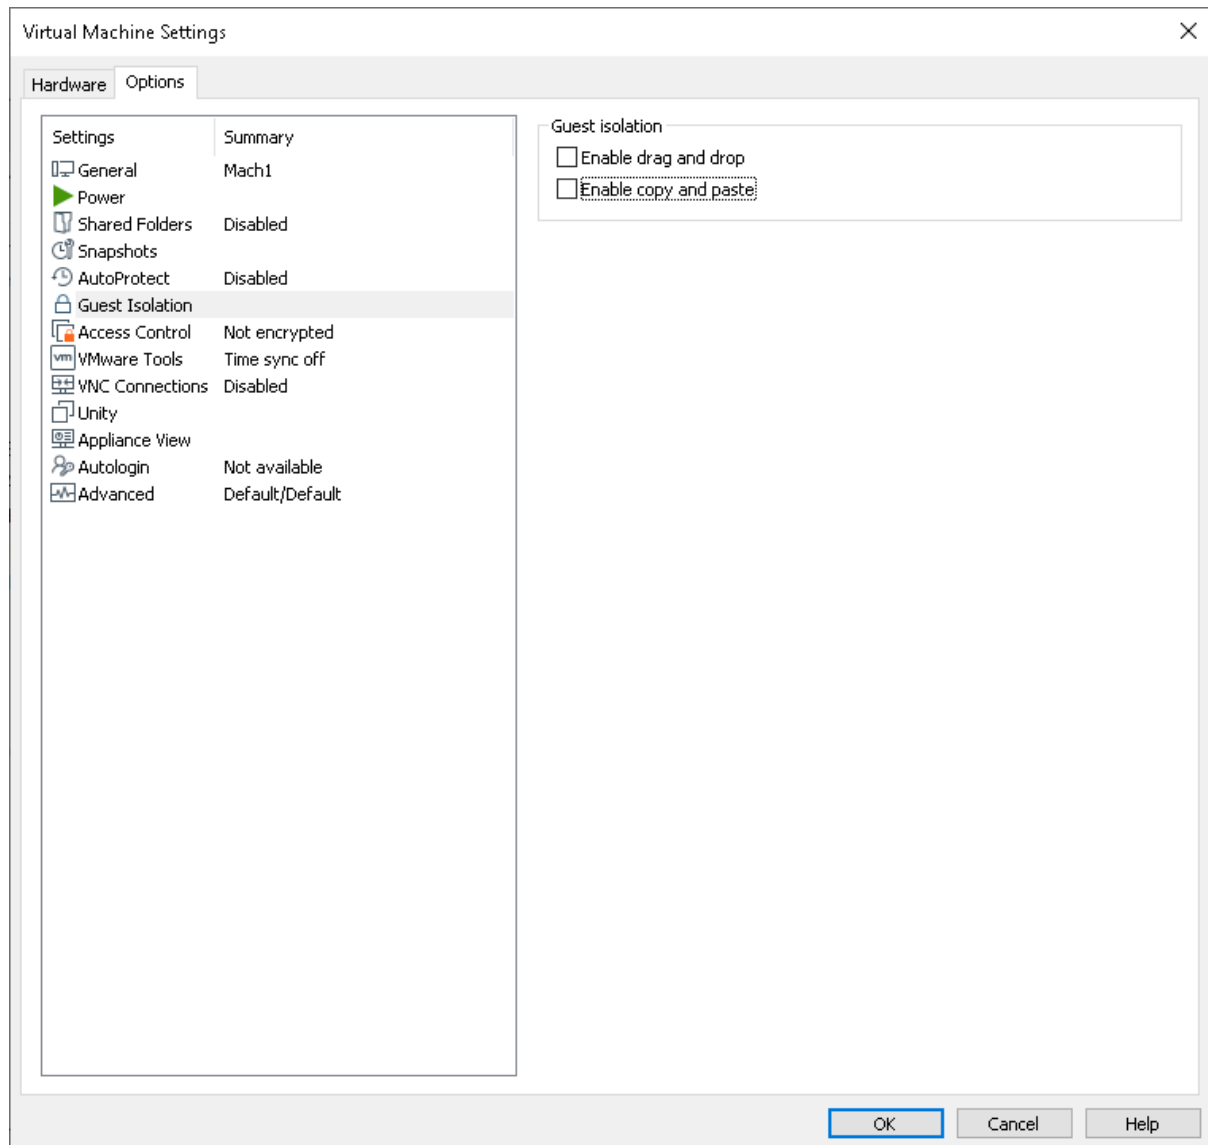 Virtual Machine Settings
Hardware Options
Settings Summary
General Mach1
Power
Shared Folders Disabled
Snapshots
AutoProtect Disabled
Guest Isolation
Access Control Not encrypted
vm VMware Tools Time sync off
VNC Connections Disabled
Unity
Appliance View
Autologin Not available
Advanced Default/Default
Guest isolation
Enable drag and drop
Enable copy and paste
OK Cancel Help